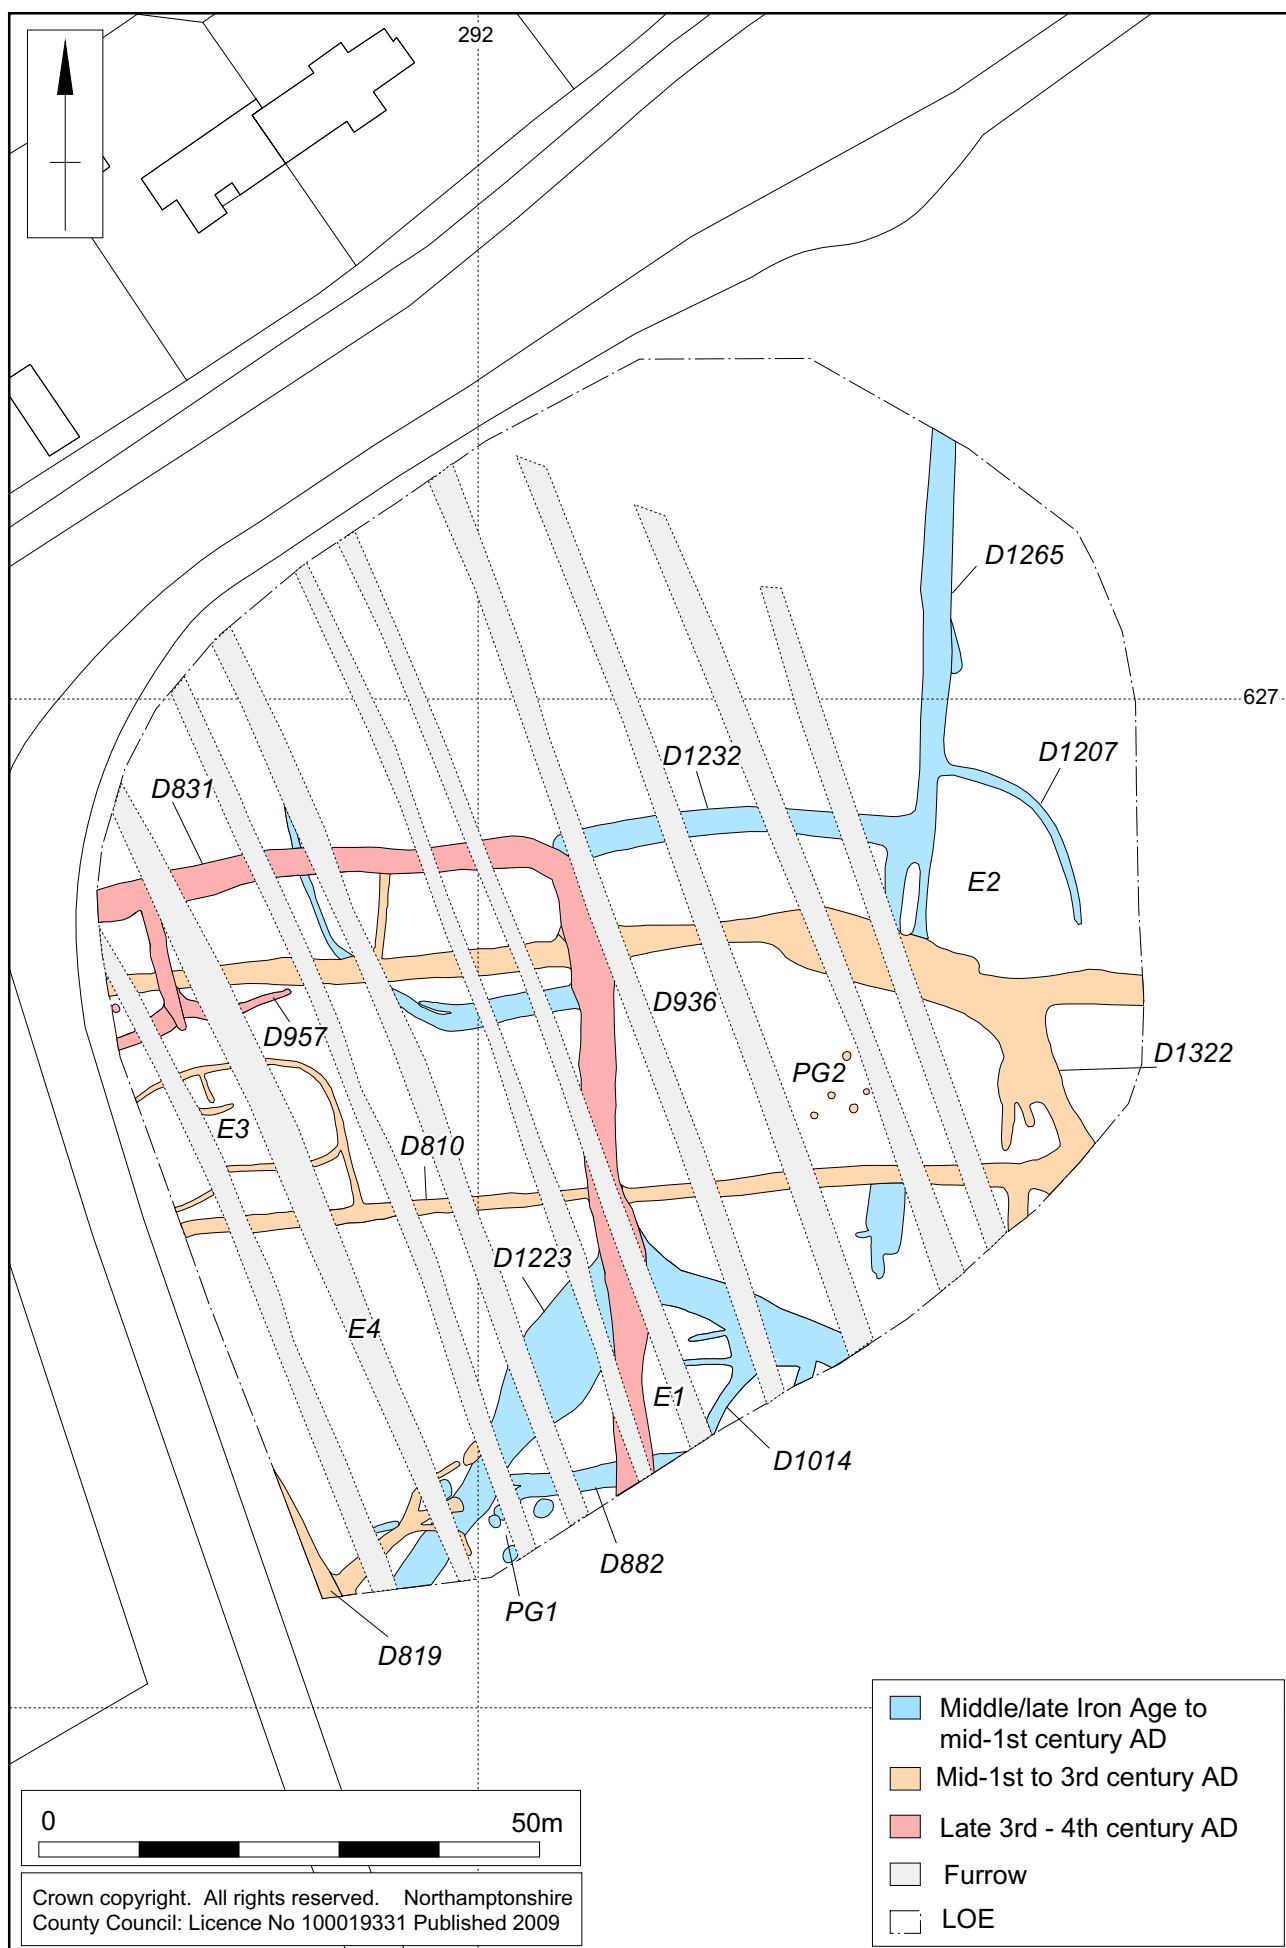 292
D1265
627
D1232
D1207
D831
E2
D936
D957
D1322
PG2
E3
D810
D1223
E4
E1
D1014
D882
PG1
D819
Middle/late Iron Age to
mid-1st century AD
Mid-1st to 3rd century AD
Late 3rd - 4th century AD
Furrow
LOE
0 50m
Crown copyright. All rights reserved. Northamptonshire
County Council: Licence No 100019331 Published 2009